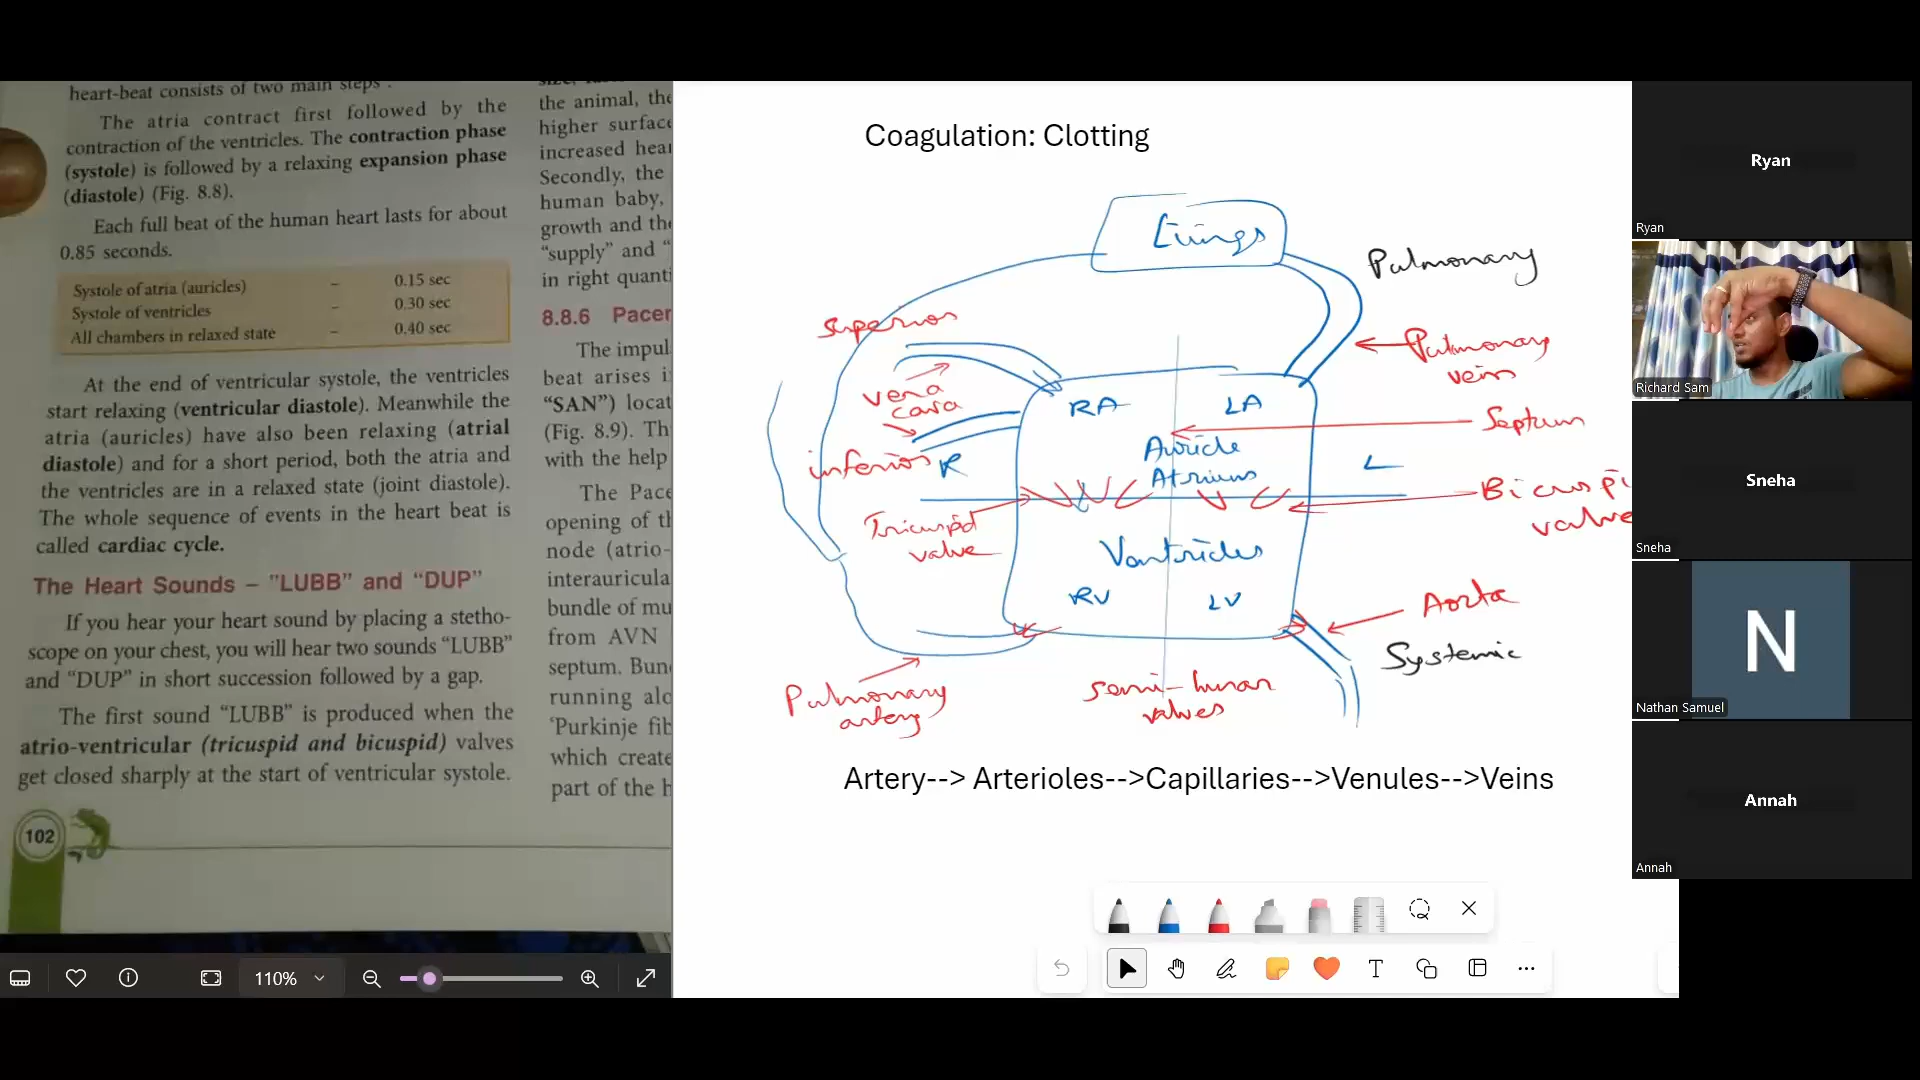 heart-beat consists of two main steps .
The atria contract first followed by the
contraction of the ventricles. The contraction phase
(systole) is followed by a relaxing expansion phase
(diastole) (Fig. 8.8).
Each full beat of the human heart lasts for about
0.85 seconds.
Systole of atria (auricles) – 0.15 sec
Systole of ventricles – 0.30 sec
All chambers in relaxed state – 0.40 sec
At the end of ventricular systole, the ventricles
start relaxing (ventricular diastole). Meanwhile the
atria (auricles) have also been relaxing (atrial
diastole) and for a short period, both the atria and
the ventricles are in a relaxed state (joint diastole).
The whole sequence of events in the heart beat is
called cardiac cycle.
The Heart Sounds – "LUBB" and "DUP"
If you hear your heart sound by placing a stetho-
scope on your chest, you will hear two sounds "LUBB"
and "DUP" in short succession followed by a gap.
The first sound "LUBB" is produced when the
atrio-ventricular (tricuspid and bicuspid) valves
get closed sharply at the start of ventricular systole.
102
the animal, the
higher surface
increased hear
Secondly, the
human baby,
growth and the
"supply" and "
in right quanti
8.8.6 Pacer
The impul
beat arises i
"SAN") locat
(Fig. 8.9). Th
with the help
The Pace
opening of th
node (atrio-
interauricula
bundle of mu
from AVN
septum. Bun
running alo
'Purkinje fib
which create
part of the h
110%
Coagulation: Clotting
Lungs
Pulmonary
Superior
Pulmonary
vein
vena
cava
RA
LA
Septum
Auricle
inferior
R
Atrium
L
Bicuspi
valve
Tricuspid
valve
Ventricles
RV
LV
Aorta
Systemic
Pulmonary
artery
Semi-lunar
valves
Artery--> Arterioles-->Capillaries-->Venules-->Veins
T
Ryan
Ryan
Richard Sam
Sneha
Sneha
N
Nathan Samuel
Annah
Annah